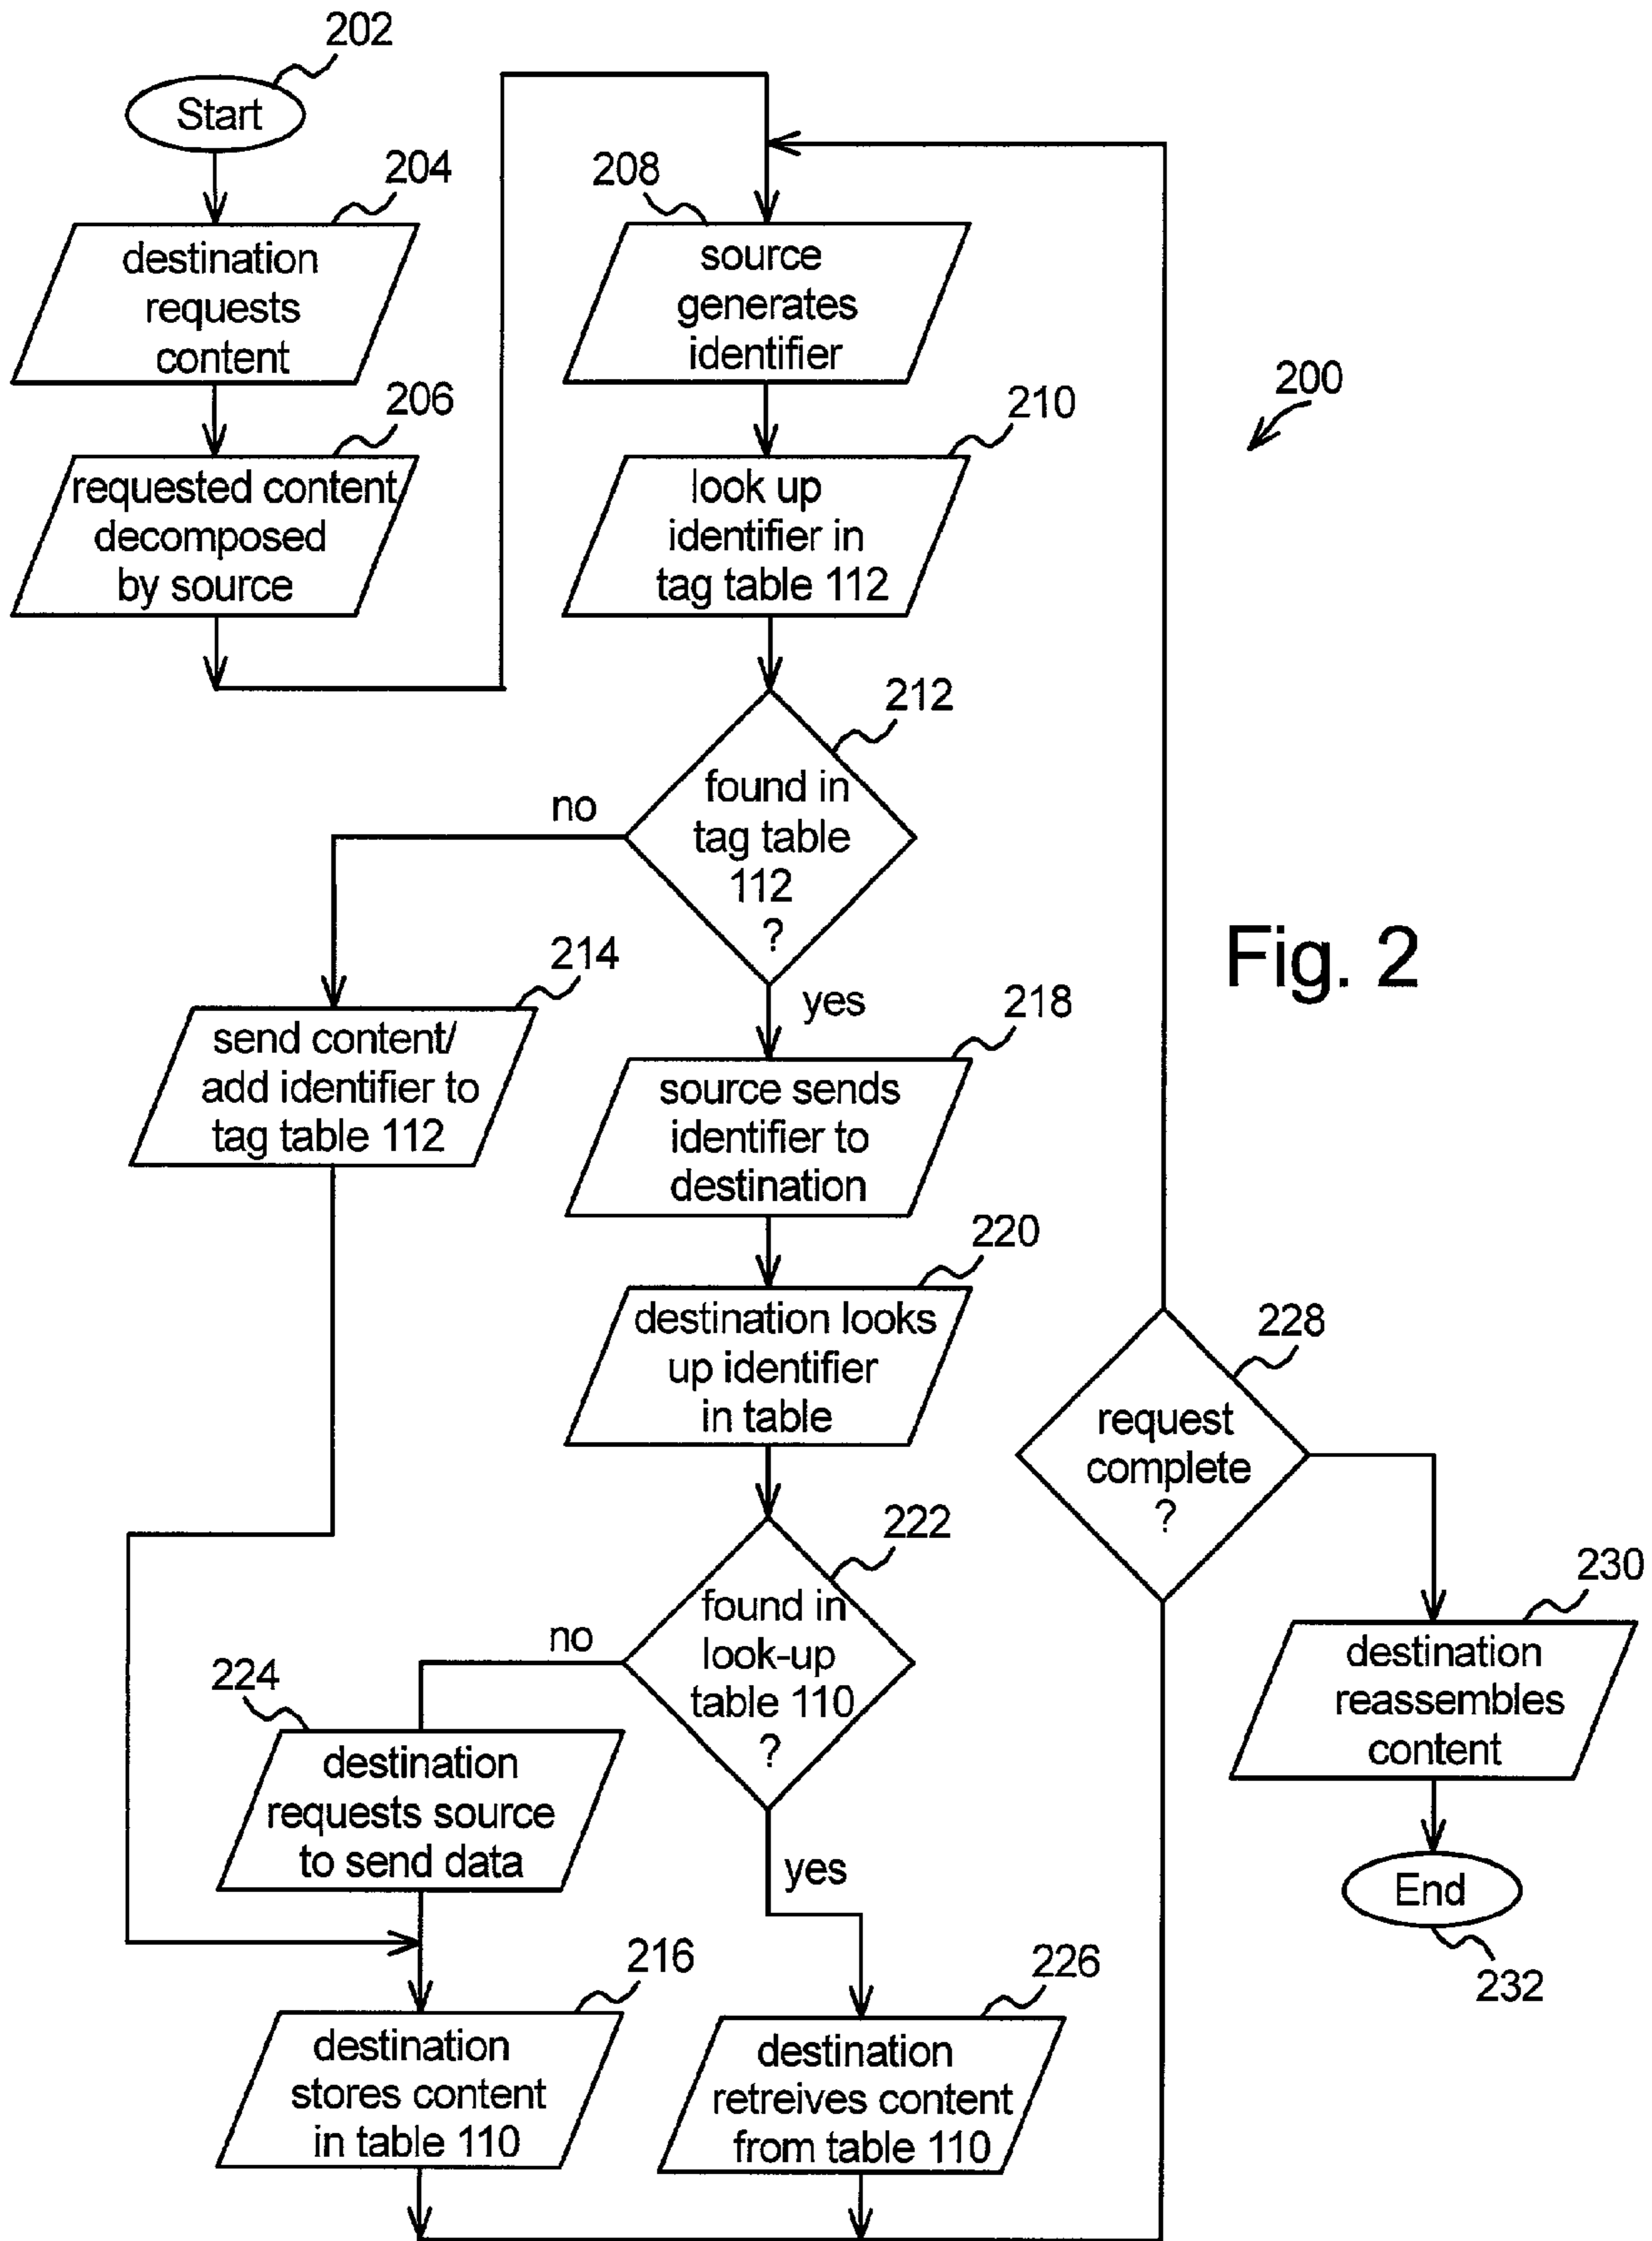 202
Start
204
destination
requests
content
206
requested content
decomposed
by source
208
source
generates
identifier
210
look up
identifier in
tag table 112
200
212
found in
tag table
112
?
no
yes
Fig. 2
214
send content/
add identifier to
tag table 112
218
source sends
identifier to
destination
220
destination looks
up identifier
in table
222
found in
look-up
table 110
?
no
yes
224
destination
requests source
to send data
216
destination
stores content
in table 110
226
destination
retreives content
from table 110
228
request
complete
?
230
destination
reassembles
content
End
232